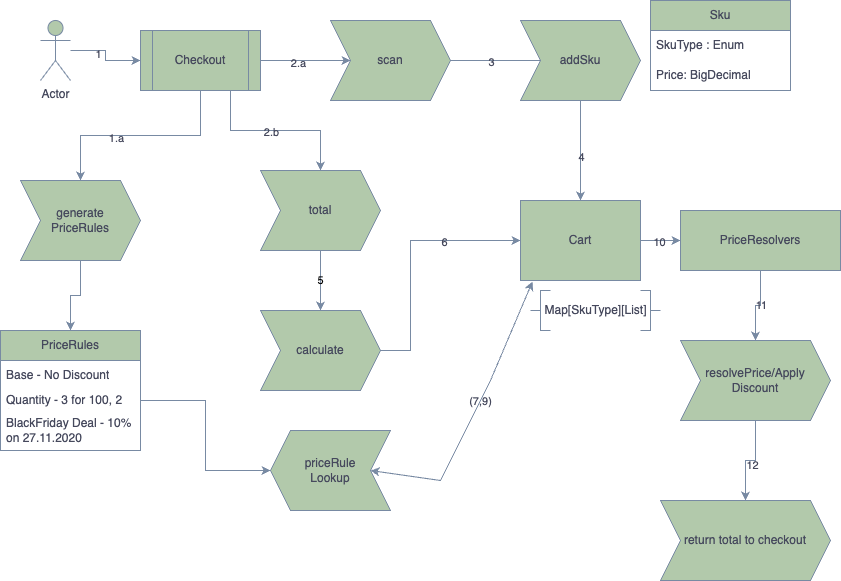 Sku
SkuType : Enum
Price: BigDecimal
Actor
1
Checkout
2.a
scan
3
addSku
1.a
2.b
4
generate
PriceRules
total
Cart
6
10
PriceResolvers
5
Map[SkuType][List]
11
PriceRules
Base - No Discount
Quantity - 3 for 100, 2
BlackFriday Deal - 10%
on 27.11.2020
calculate
resolvePrice/Apply
Discount
(7,9)
priceRule
Lookup
12
return total to checkout